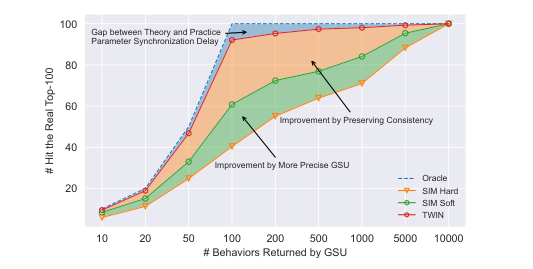 Gap between Theory and Practice
Parameter Synchronization Delay
Improvement by Preserving Consistency
Improvement by More Precise GSU
# Hit the Real Top-100
100
80
60
40
20
10 20 50 100 200 500 1000 5000 10000
# Behaviors Returned by GSU
Oracle
SIM Hard
SIM Soft
TWIN